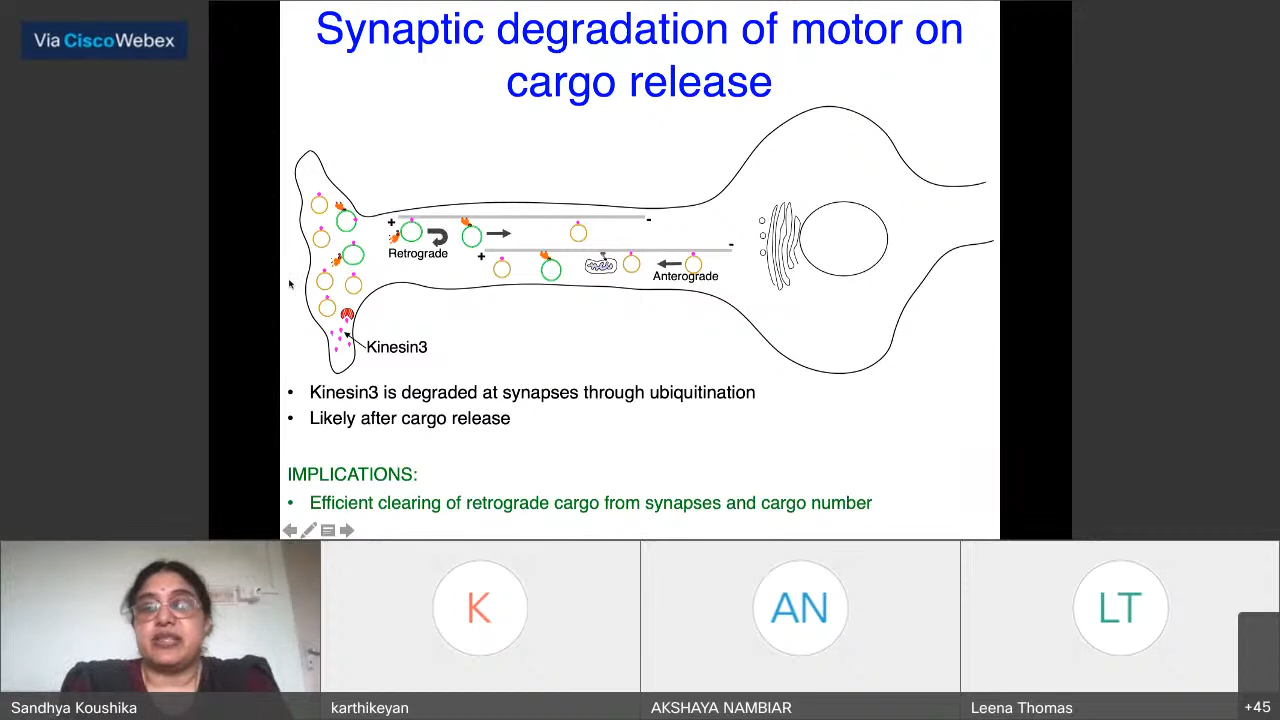 Via Cisco Webex
Synaptic degradation of motor on
cargo release
+
-
Retrograde
-
+
Anterograde
Kinesin3
• Kinesin3 is degraded at synapses through ubiquitination
• Likely after cargo release
IMPLICATIONS:
• Efficient clearing of retrograde cargo from synapses and cargo number
K
AN
LT
Sandhya Koushika
karthikeyan
AKSHAYA NAMBIAR
Leena Thomas
+45